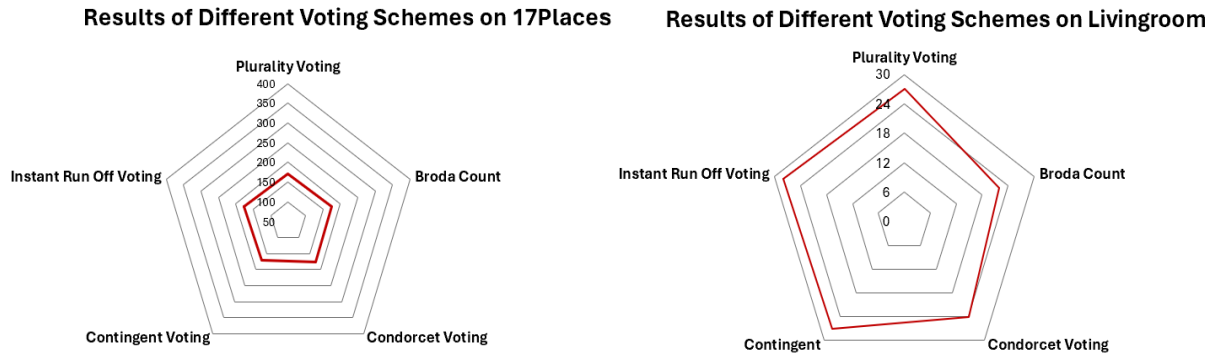 Results of Different Voting Schemes on 17Places
Plurality Voting
400
350
300
250
200
150
100
50
Instant Run Off Voting
Broda Count
Contingent Voting
Condorcet Voting
Results of Different Voting Schemes on Livingroom
Plurality Voting
30
24
18
12
6
0
Instant Run Off Voting
Broda Count
Contingent
Condorcet Voting